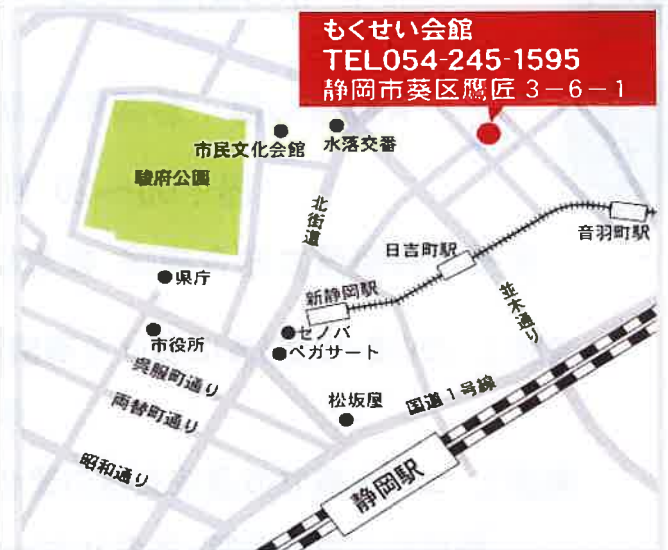 もくせい会館
TEL054-245-1595
静岡市葵区鷹匠3-6-1
市民文化会館
水落交番
駿府公園
北街道
音羽町駅
日吉町駅
県庁
新静岡駅
並木通り
市役所
セノバ
ペガサート
呉服町通り
両替町通り
松坂屋
国道1号線
昭和通り
静岡駅